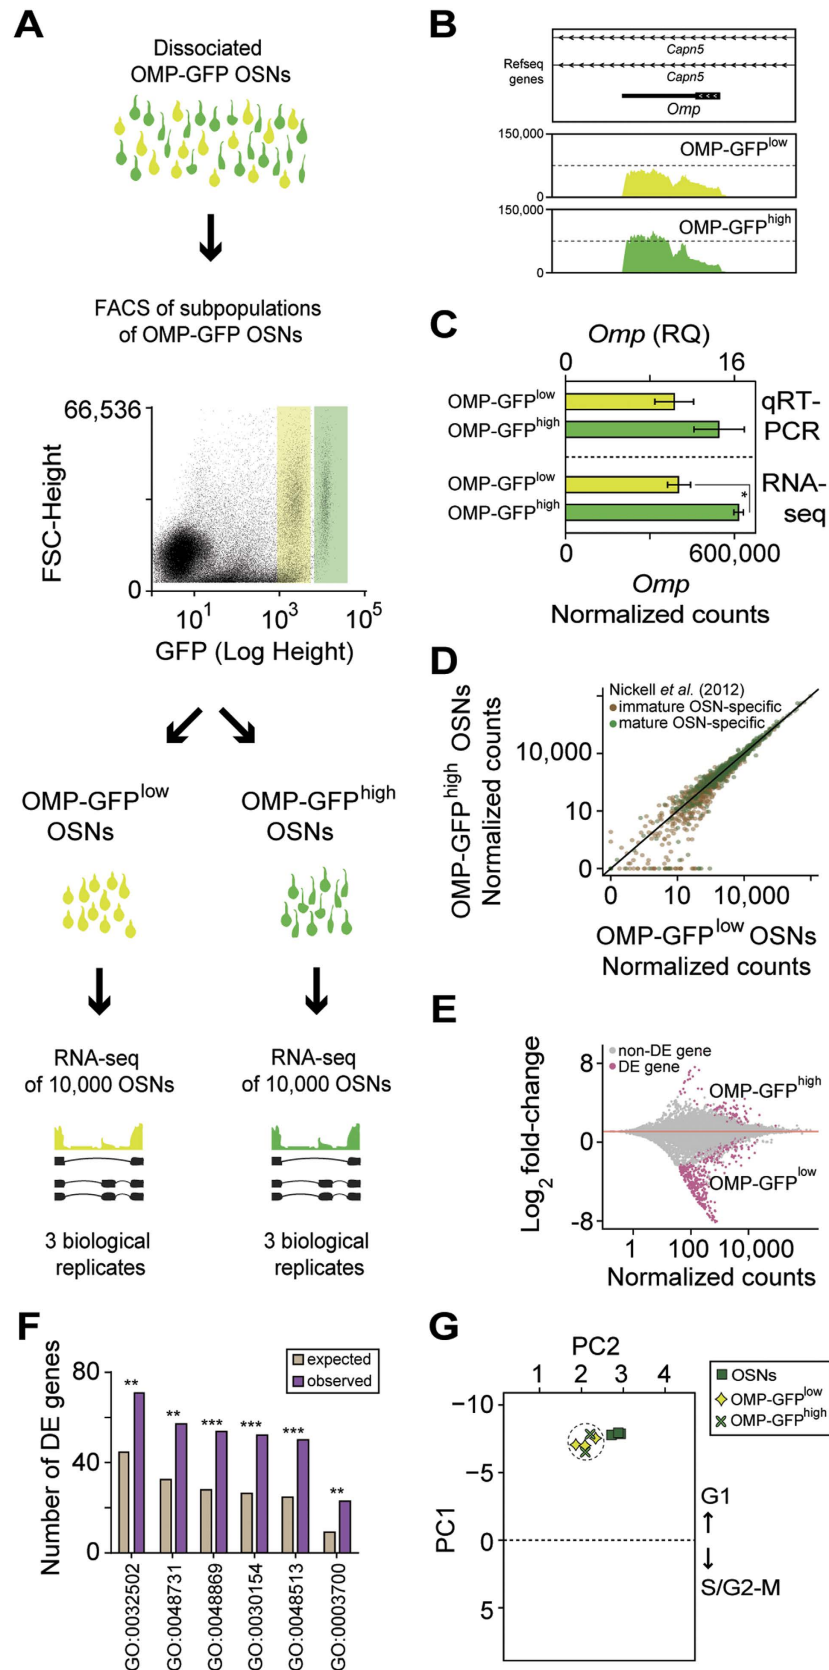 A
Dissociated
OMP-GFP OSNs
FACS of subpopulations
of OMP-GFP OSNs
66,536
FSC-Height
0
10^1 10^3 10^5
GFP (Log Height)
OMP-GFP^low
OSNs
OMP-GFP^high
OSNs
RNA-seq
of 10,000 OSNs
RNA-seq
of 10,000 OSNs
3 biological
replicates
3 biological
replicates
B
Refseq
genes
Capn5
Capn5
Omp
150,000
OMP-GFP^low
0
150,000
OMP-GFP^high
0
C
Omp (RQ)
0 16
OMP-GFP^low
OMP-GFP^high
qRT-
PCR
OMP-GFP^low
OMP-GFP^high
*
RNA-
seq
0 600,000
Omp
Normalized counts
D
OMP-GFP^high OSNs
Normalized counts
Nickell et al. (2012)
immature OSN-specific
mature OSN-specific
10,000
10
0
0 10 10,000
OMP-GFP^low OSNs
Normalized counts
E
Log2 fold-change
8
0
-8
non-DE gene
DE gene
OMP-GFP^high
OMP-GFP^low
1 100 10,000
Normalized counts
F
Number of DE genes
80
40
0
expected
observed
** ** *** *** *** **
GO:0032502
GO:0048731
GO:0048869
GO:0030154
GO:0048513
GO:0003700
G
PC2
1 2 3 4
PC1
−10
−5
0
5
OSNs
OMP-GFP^low
OMP-GFP^high
G1
S/G2-M